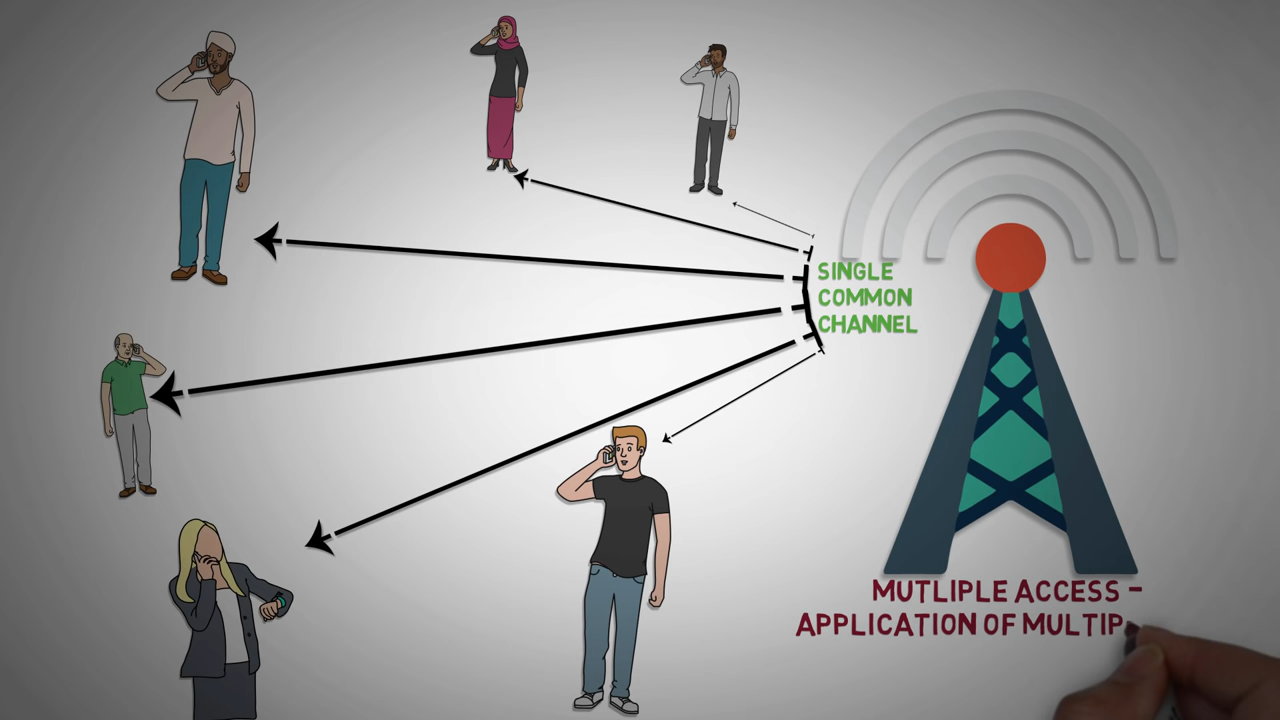 SINGLE
COMMON
CHANNEL
MUTLIPLE ACCESS -
APPLICATION OF MULTIP